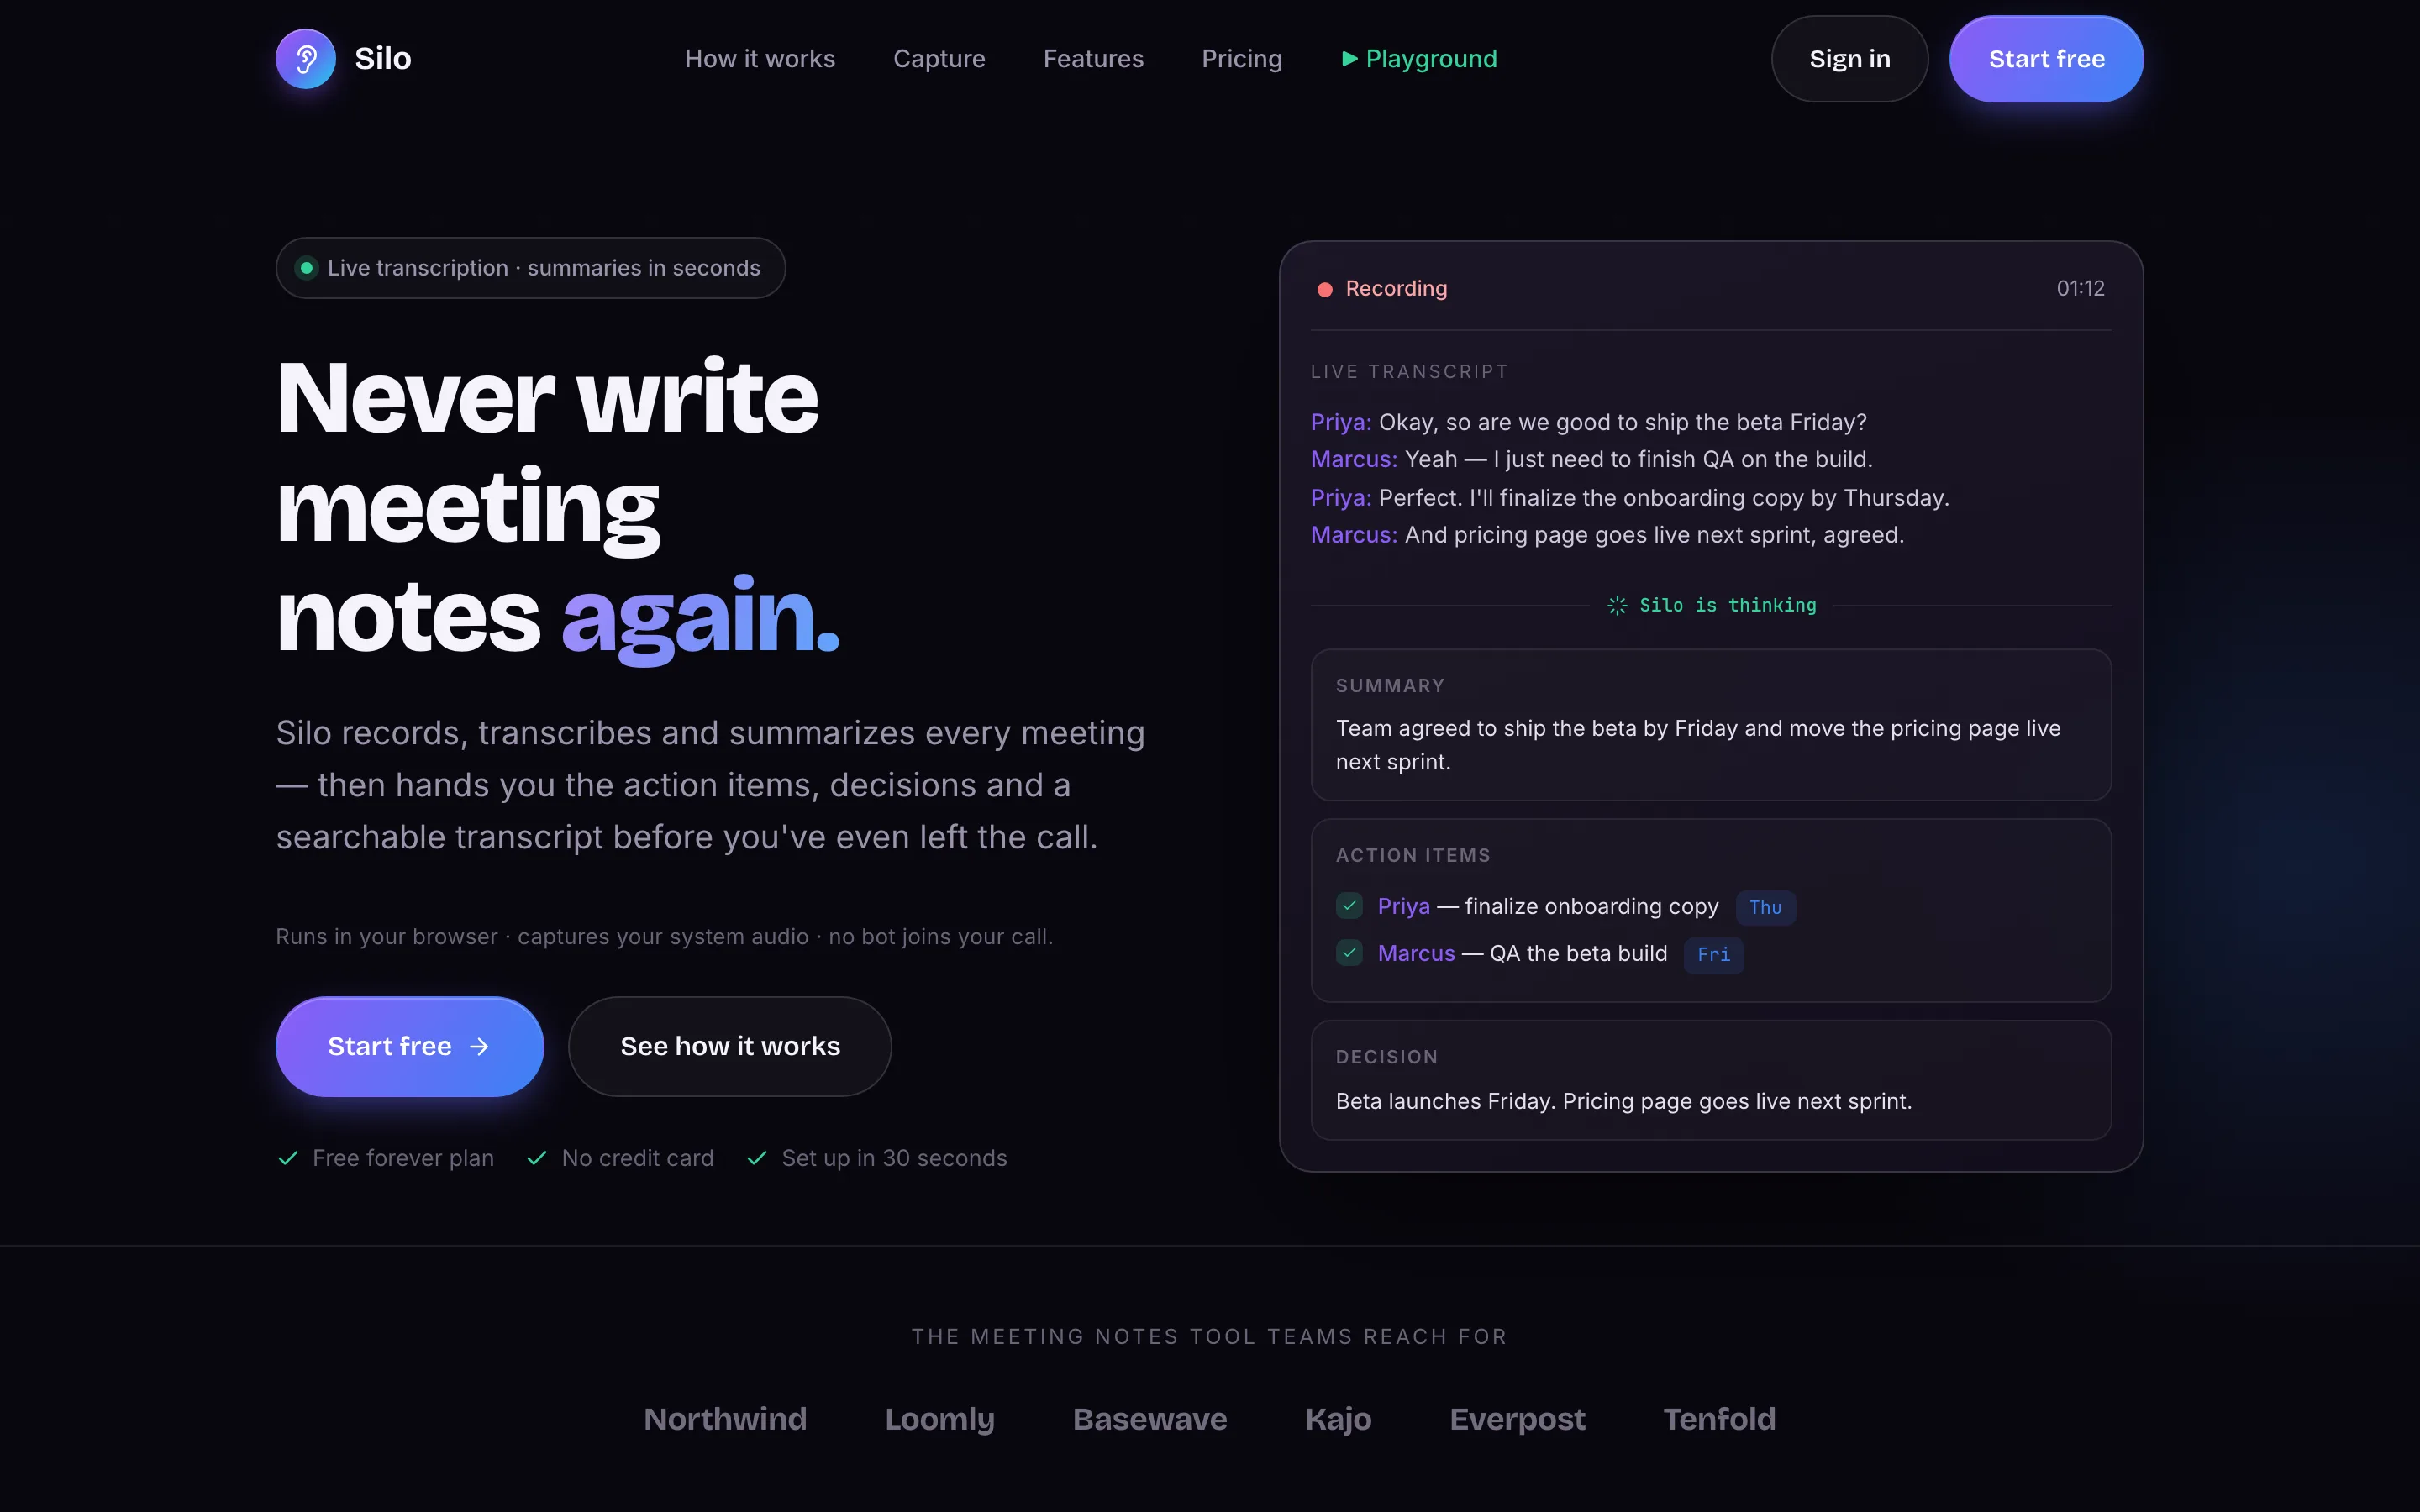 Silo
How it works
Capture
Features
Pricing
Playground
Sign in
Start free
Live transcription · summaries in seconds
Never write
meeting
notes again.
Silo records, transcribes and summarizes every meeting
— then hands you the action items, decisions and a
searchable transcript before you've even left the call.
Runs in your browser · captures your system audio · no bot joins your call.
Start free →
See how it works
Free forever plan
No credit card
Set up in 30 seconds
Recording
01:12
LIVE TRANSCRIPT
Priya: Okay, so are we good to ship the beta Friday?
Marcus: Yeah — I just need to finish QA on the build.
Priya: Perfect. I'll finalize the onboarding copy by Thursday.
Marcus: And pricing page goes live next sprint, agreed.
Silo is thinking
SUMMARY
Team agreed to ship the beta by Friday and move the pricing page live
next sprint.
ACTION ITEMS
Priya — finalize onboarding copy Thu
Marcus — QA the beta build Fri
DECISION
Beta launches Friday. Pricing page goes live next sprint.
THE MEETING NOTES TOOL TEAMS REACH FOR
Northwind
Loomly
Basewave
Kajo
Everpost
Tenfold